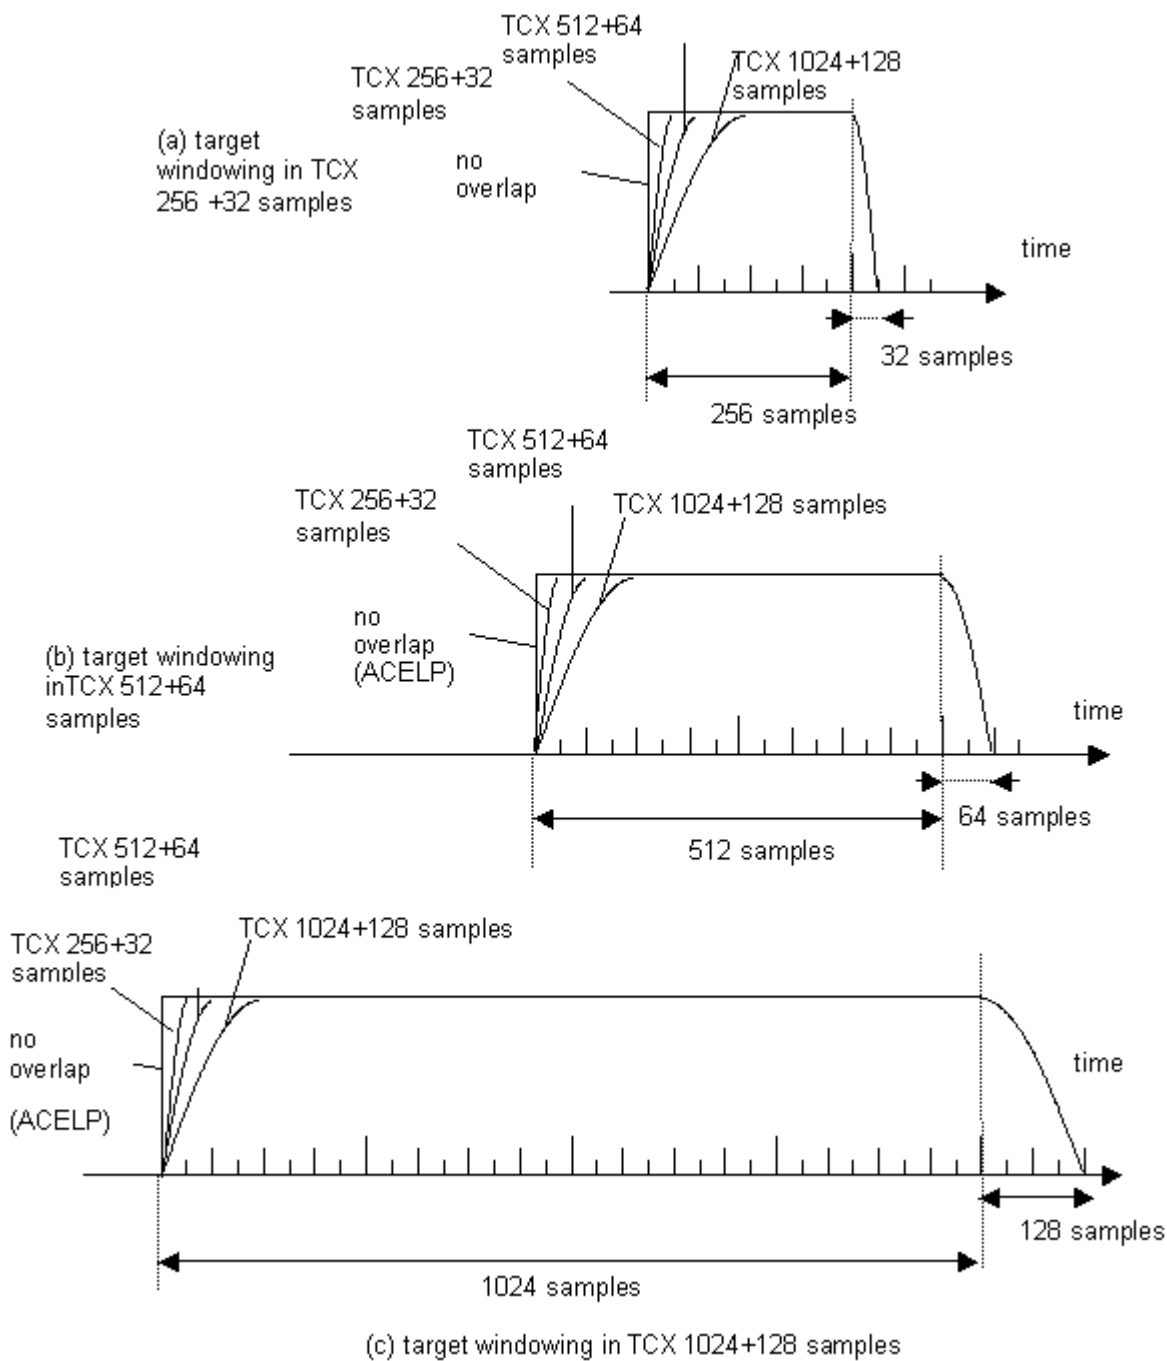 TCX 512+64
samples
TCX 1024+128
samples
TCX 256+32
samples
(a) target
windowing in TCX
256 +32 samples
no
overlap
time
32 samples
256 samples
TCX 512+64
samples
TCX 256+32
samples
TCX 1024+128 samples
no
overlap
(ACELP)
(b) target windowing
inTCX 512+64
samples
time
64 samples
512 samples
TCX 512+64
samples
TCX 1024+128 samples
TCX 256+32
samples
no
overlap
(ACELP)
time
128 samples
1024 samples
(c) target windowing in TCX 1024+128 samples